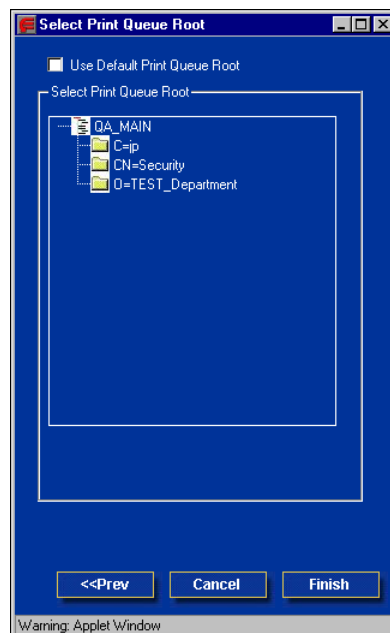 Select Print Queue Root
Use Default Print Queue Root
Select Print Queue Root
QA_MAIN
C=jp
CN=Security
O=TEST_Department
<<Prev
Cancel
Finish
Warning: Applet Window